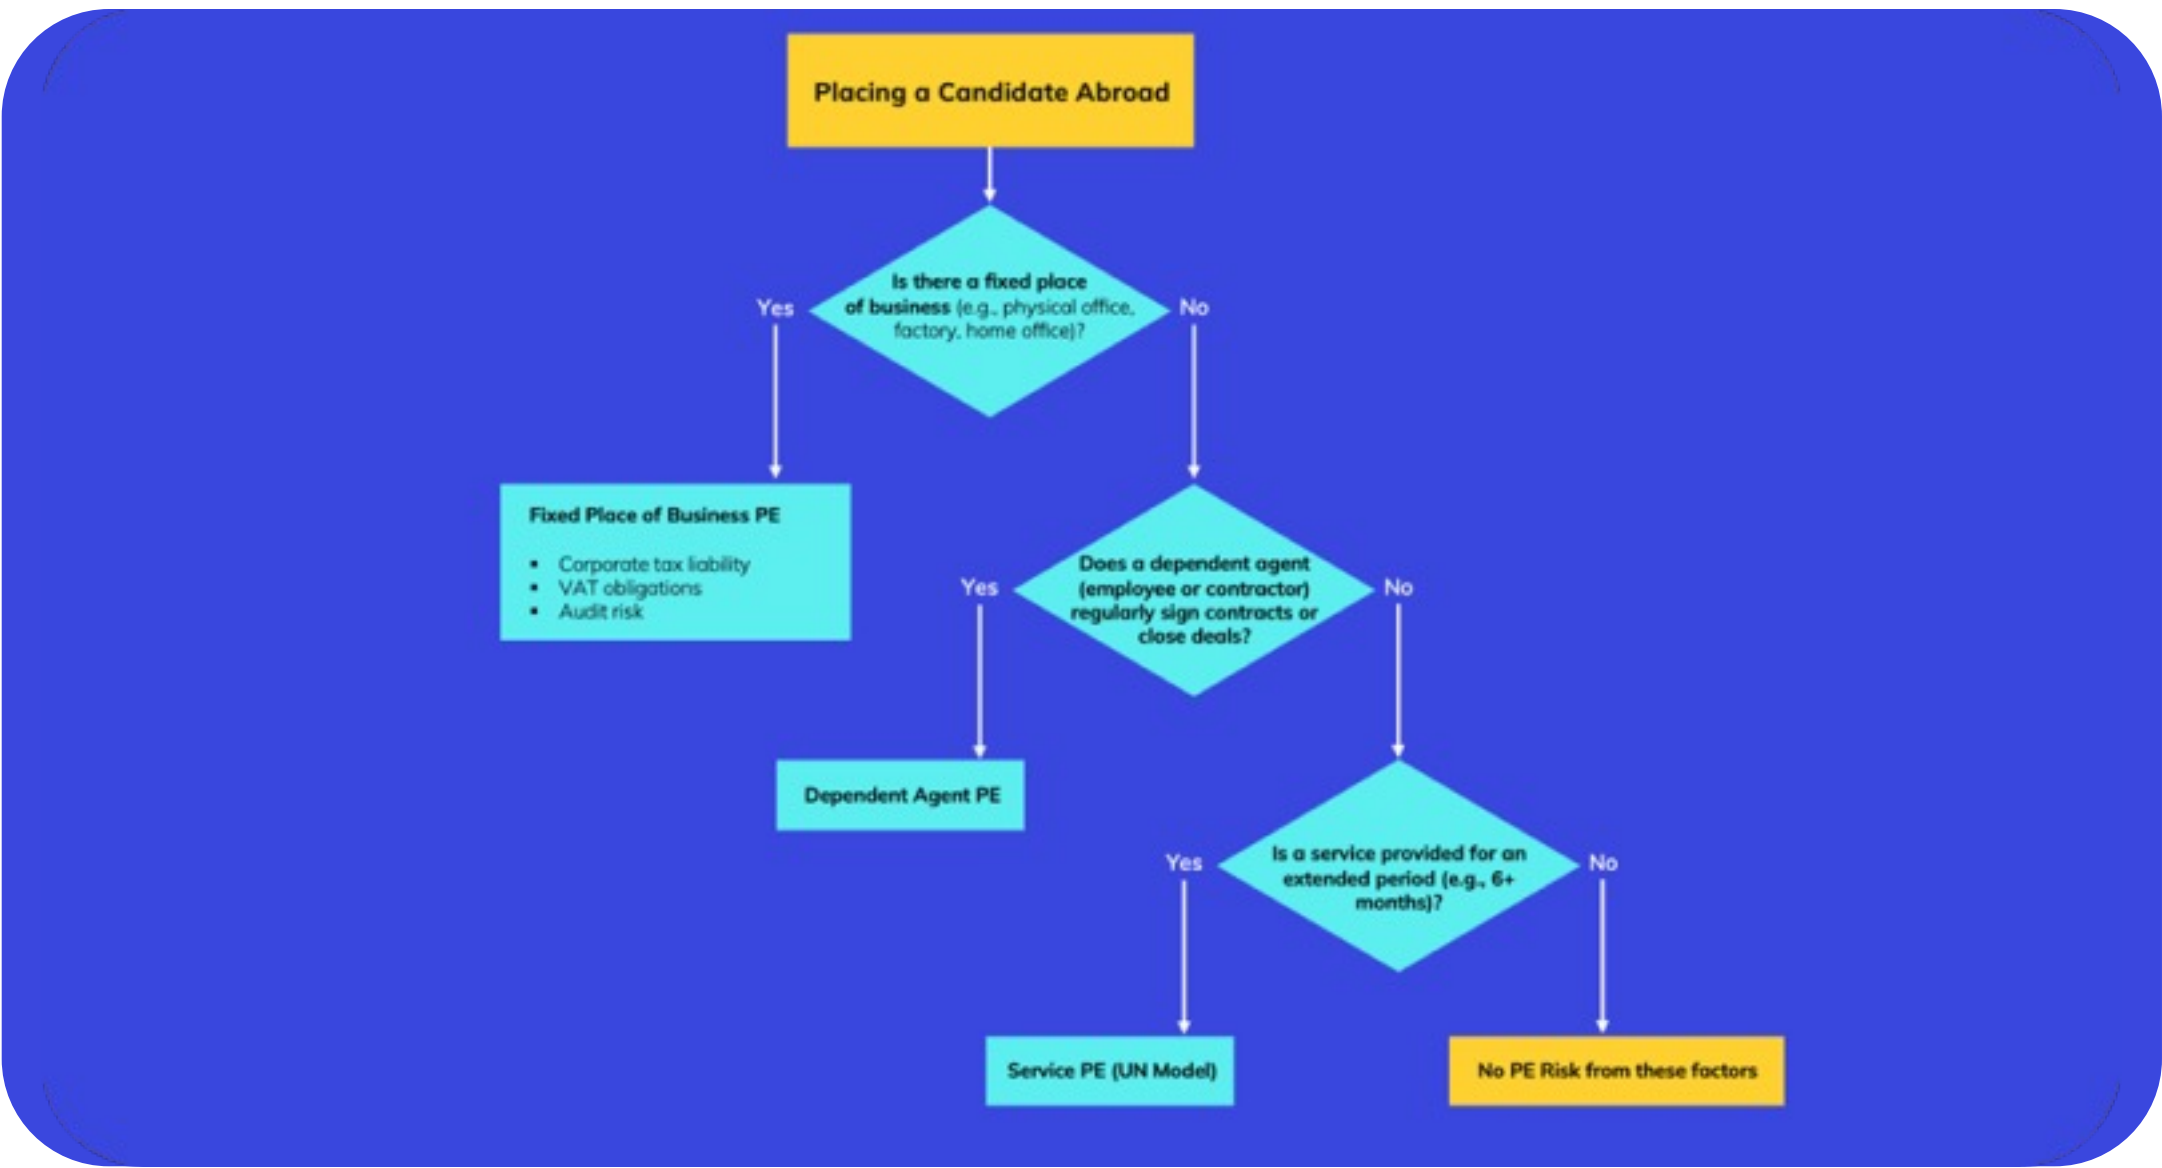 Placing a Candidate Abroad
Is there a fixed place
of business (e.g., physical office,
factory, home office)?
Yes
No
Fixed Place of Business PE
▪ Corporate tax liability
▪ VAT obligations
▪ Audit risk
Does a dependent agent
(employee or contractor)
regularly sign contracts or
close deals?
Yes
No
Dependent Agent PE
Is a service provided for an
extended period (e.g., 6+
months)?
Yes
No
Service PE (UN Model)
No PE Risk from these factors